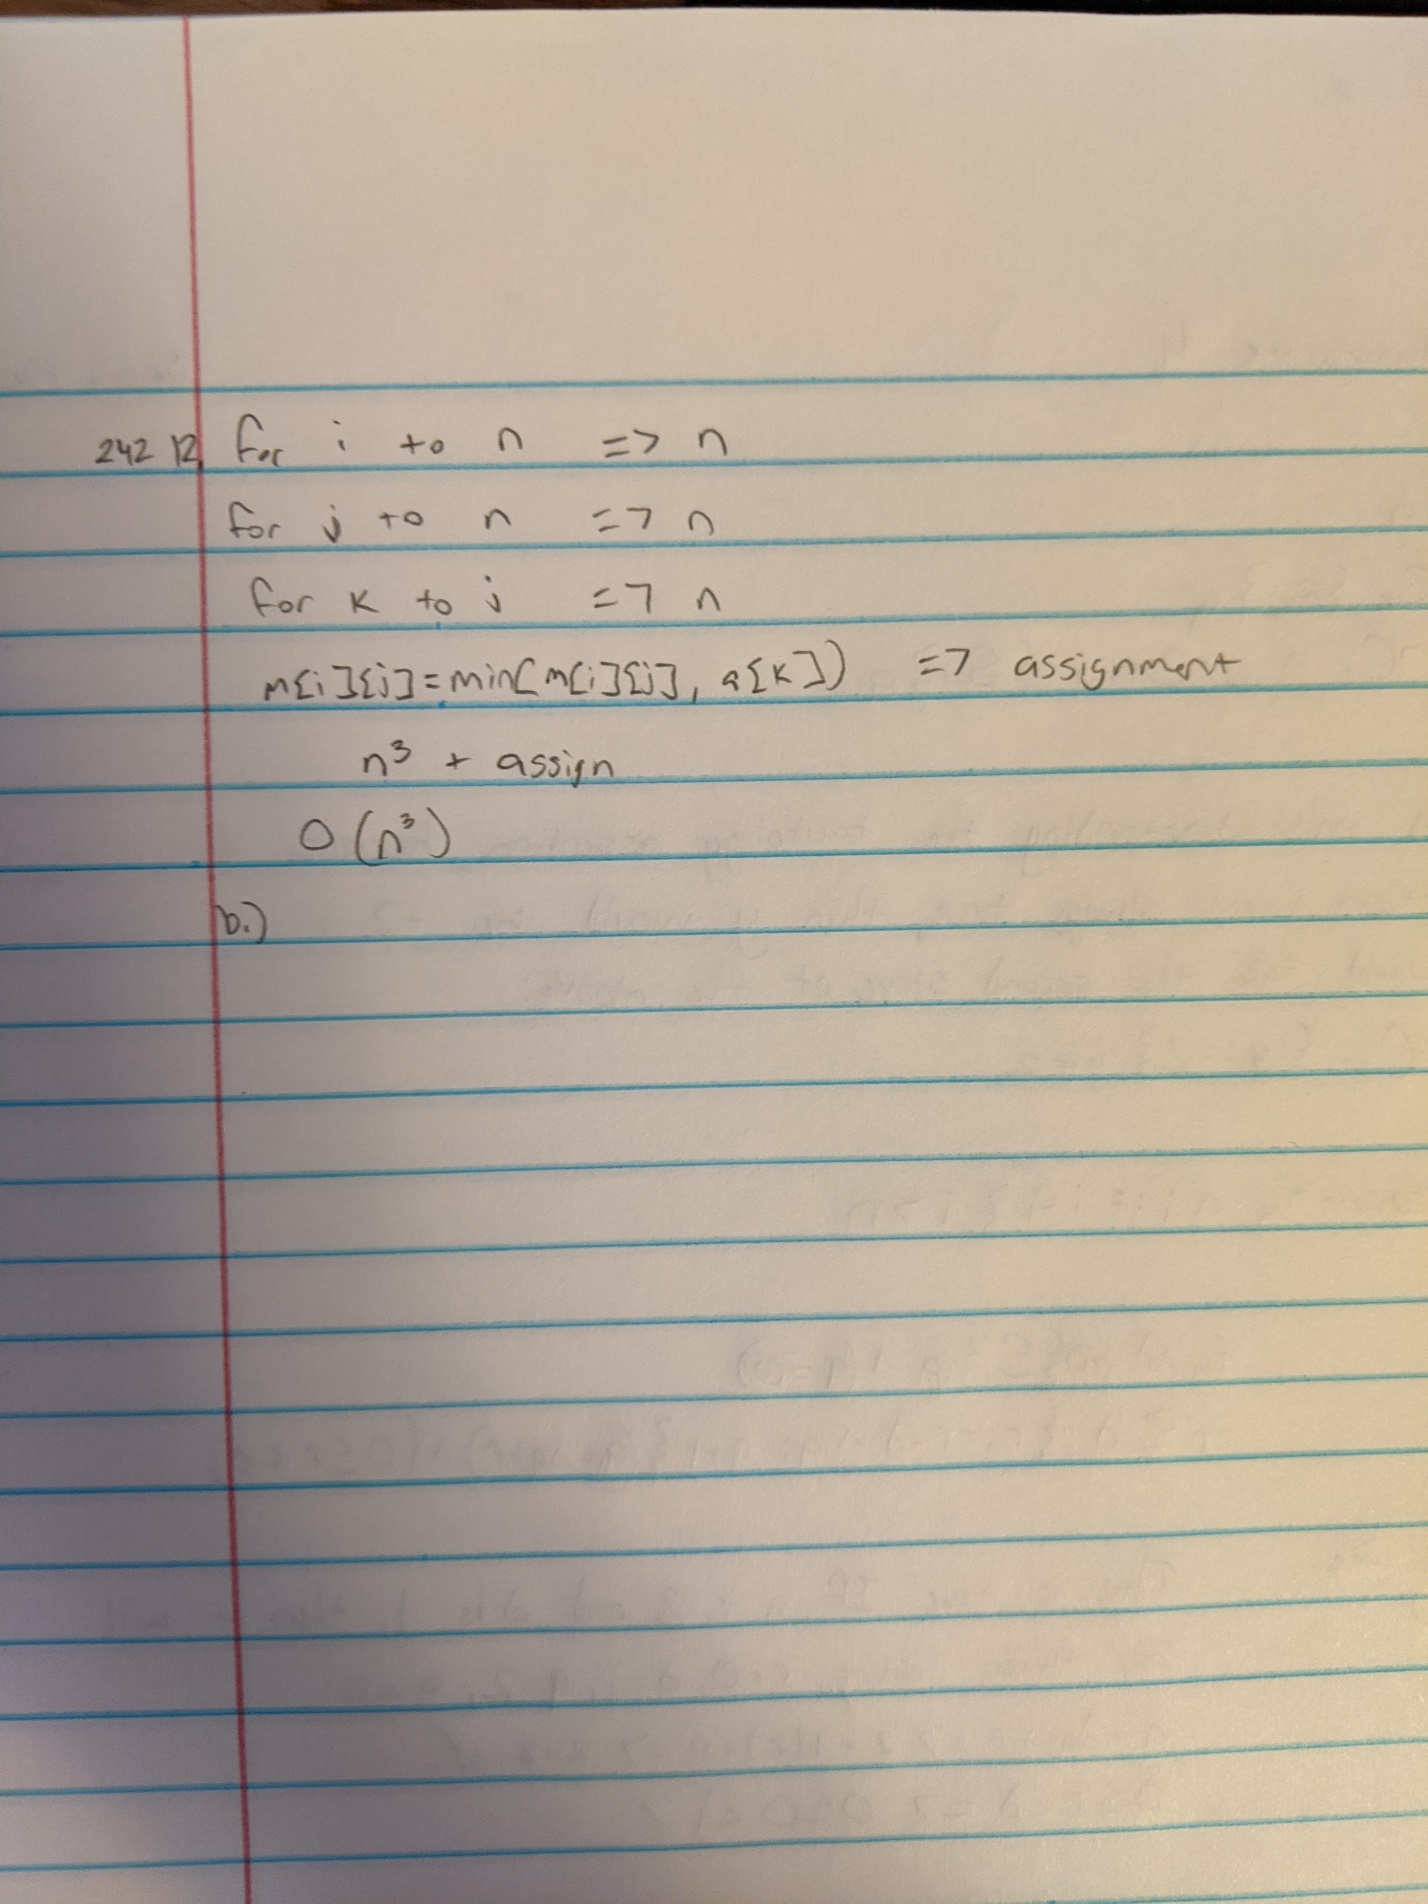 242 12 for i to n => n
for j to n => n
for k to j => n
m[i][j]=min(m[i][j], a[k]) => assignment
n³ + assign
O(n³)
b.)